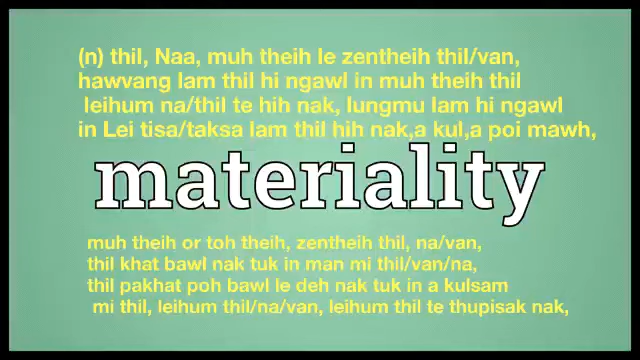 (n) thil, Naa, muh theih le zentheih thil/van,
hawvang lam thil hi ngawl in muh theih thil
leihum na/thil te hih nak, lungmu lam hi ngawl
in Lei tisa/taksa lam thil hih nak,a kul,a poi mawh,
materiality
muh theih or toh theih, zentheih thil, na/van,
thil khat bawl nak tuk in man mi thil/van/na,
thil pakhat poh bawl le deh nak tuk in a kulsam
mi thil, leihum thil/na/van, leihum thil te thupisak nak,